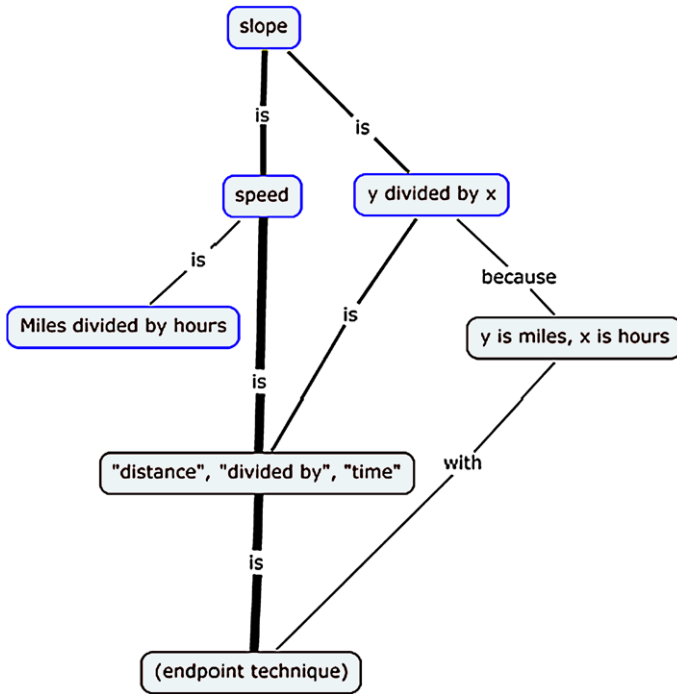 slope
is
is
speed
y divided by x
is
because
Miles divided by hours
is
y is miles, x is hours
is
"distance", "divided by", "time"
with
is
(endpoint technique)